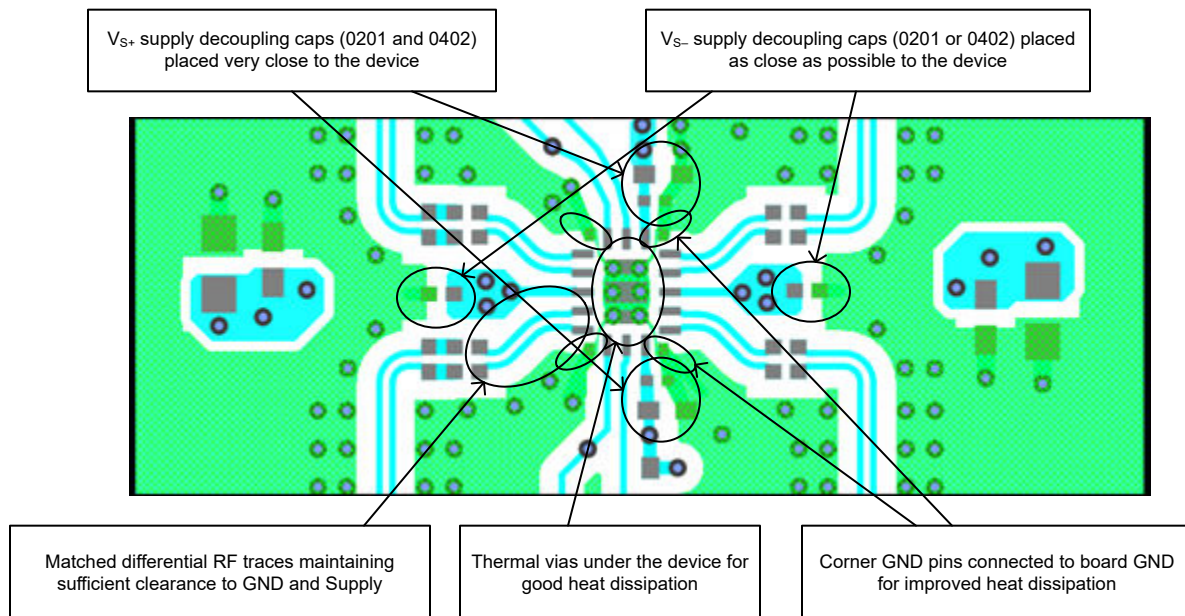 V_S+ supply decoupling caps (0201 and 0402)
placed very close to the device
V_S– supply decoupling caps (0201 or 0402) placed
as close as possible to the device
Matched differential RF traces maintaining
sufficient clearance to GND and Supply
Thermal vias under the device for
good heat dissipation
Corner GND pins connected to board GND
for improved heat dissipation